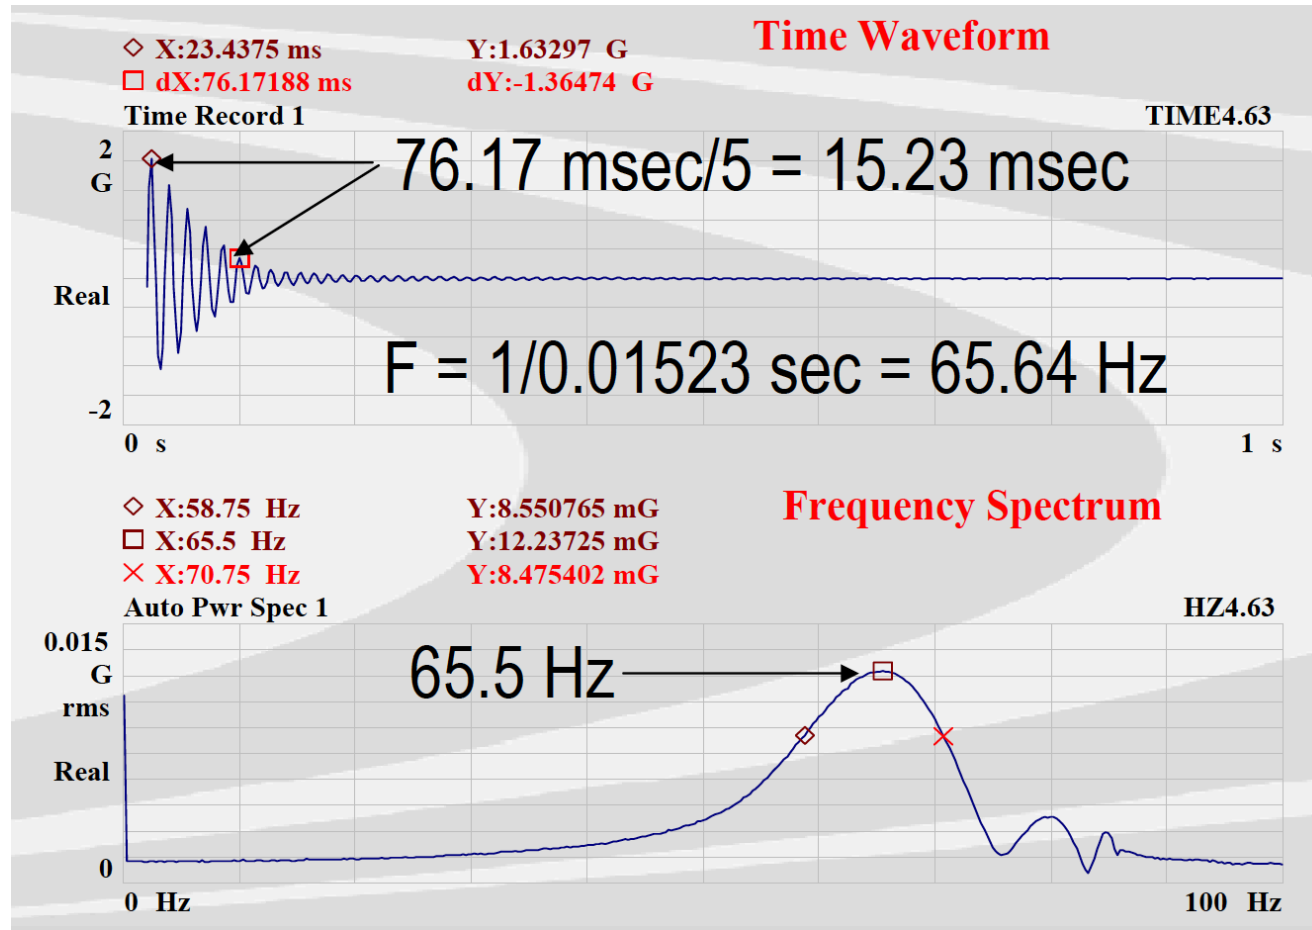 Time Waveform
X:23.4375 ms Y:1.63297 G
dX:76.17188 ms dY:-1.36474 G
Time Record 1 TIME4.63
2
G
76.17 msec/5 = 15.23 msec
Real
F = 1/0.01523 sec = 65.64 Hz
-2
0 s 1 s
Frequency Spectrum
X:58.75 Hz Y:8.550765 mG
X:65.5 Hz Y:12.23725 mG
X:70.75 Hz Y:8.475402 mG
Auto Pwr Spec 1 HZ4.63
0.015
G
rms
65.5 Hz
Real
0
0 Hz 100 Hz